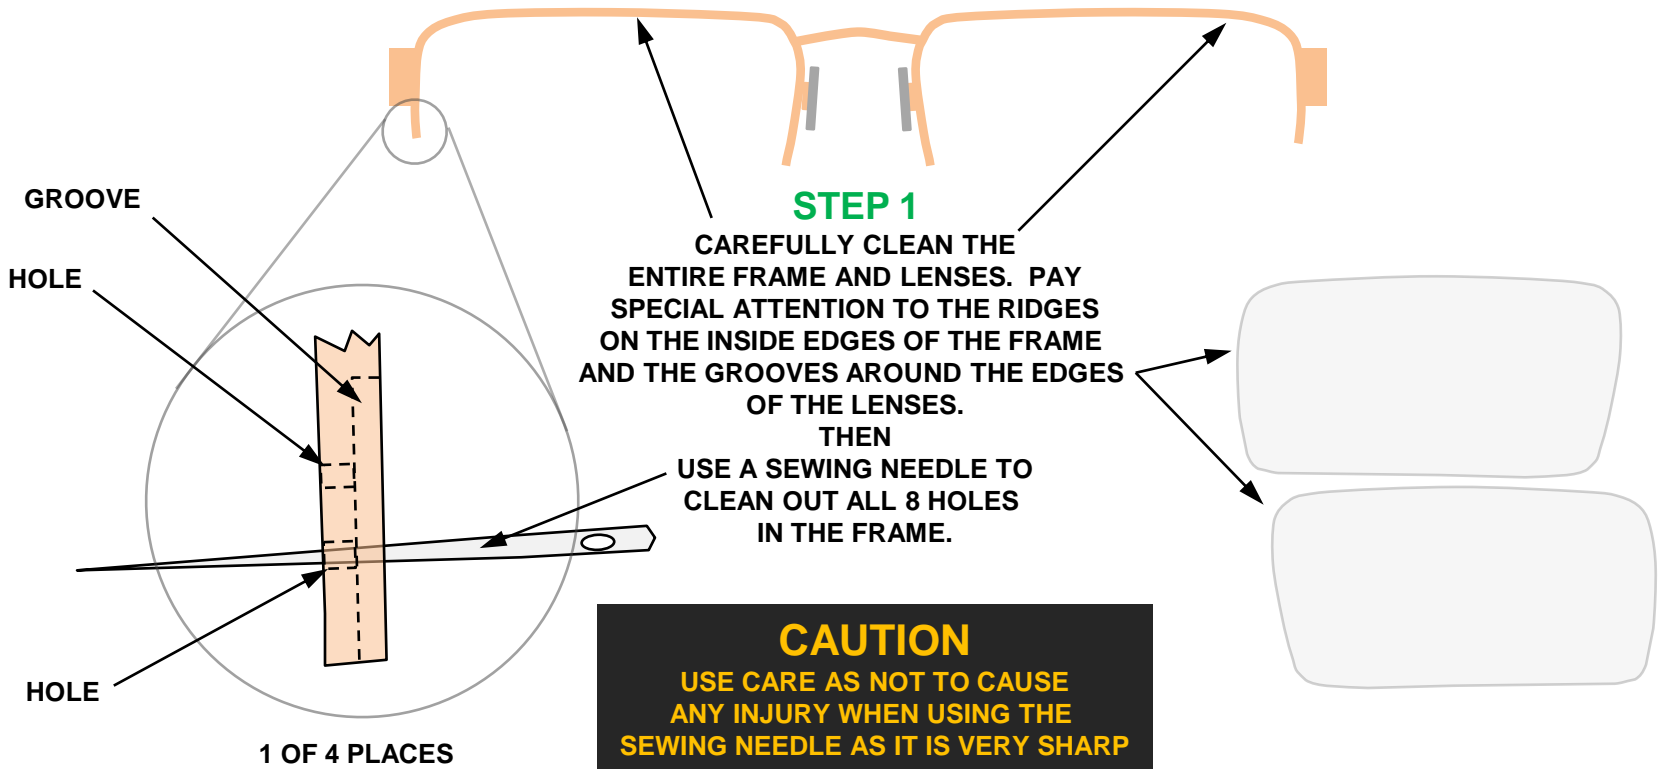 GROOVE
HOLE
HOLE
1 OF 4 PLACES
STEP 1
CAREFULLY CLEAN THE
ENTIRE FRAME AND LENSES.  PAY
SPECIAL ATTENTION TO THE RIDGES
ON THE INSIDE EDGES OF THE FRAME
AND THE GROOVES AROUND THE EDGES
OF THE LENSES.
THEN
USE A SEWING NEEDLE TO
CLEAN OUT ALL 8 HOLES
IN THE FRAME.
CAUTION
USE CARE AS NOT TO CAUSE
ANY INJURY WHEN USING THE
SEWING NEEDLE AS IT IS VERY SHARP